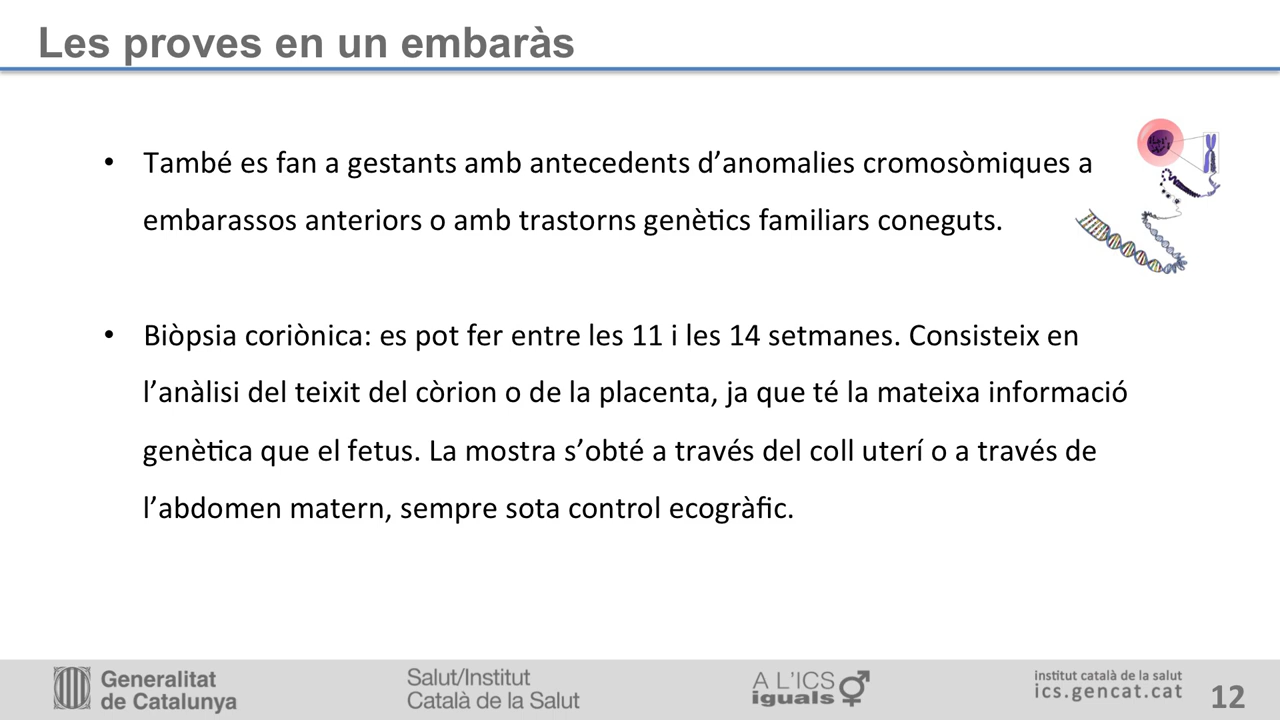 Les proves en un embaràs
• També es fan a gestants amb antecedents d’anomalies cromosòmiques a
embarassos anteriors o amb trastorns genètics familiars coneguts.
• Biòpsia coriònica: es pot fer entre les 11 i les 14 setmanes. Consisteix en
l’anàlisi del teixit del còrion o de la placenta, ja que té la mateixa informació
genètica que el fetus. La mostra s’obté a través del coll uterí o a través de
l’abdomen matern, sempre sota control ecogràfic.
Generalitat
de Catalunya
Salut/Institut
Català de la Salut
A L'ICS
iguals
institut català de la salut
ics.gencat.cat
12